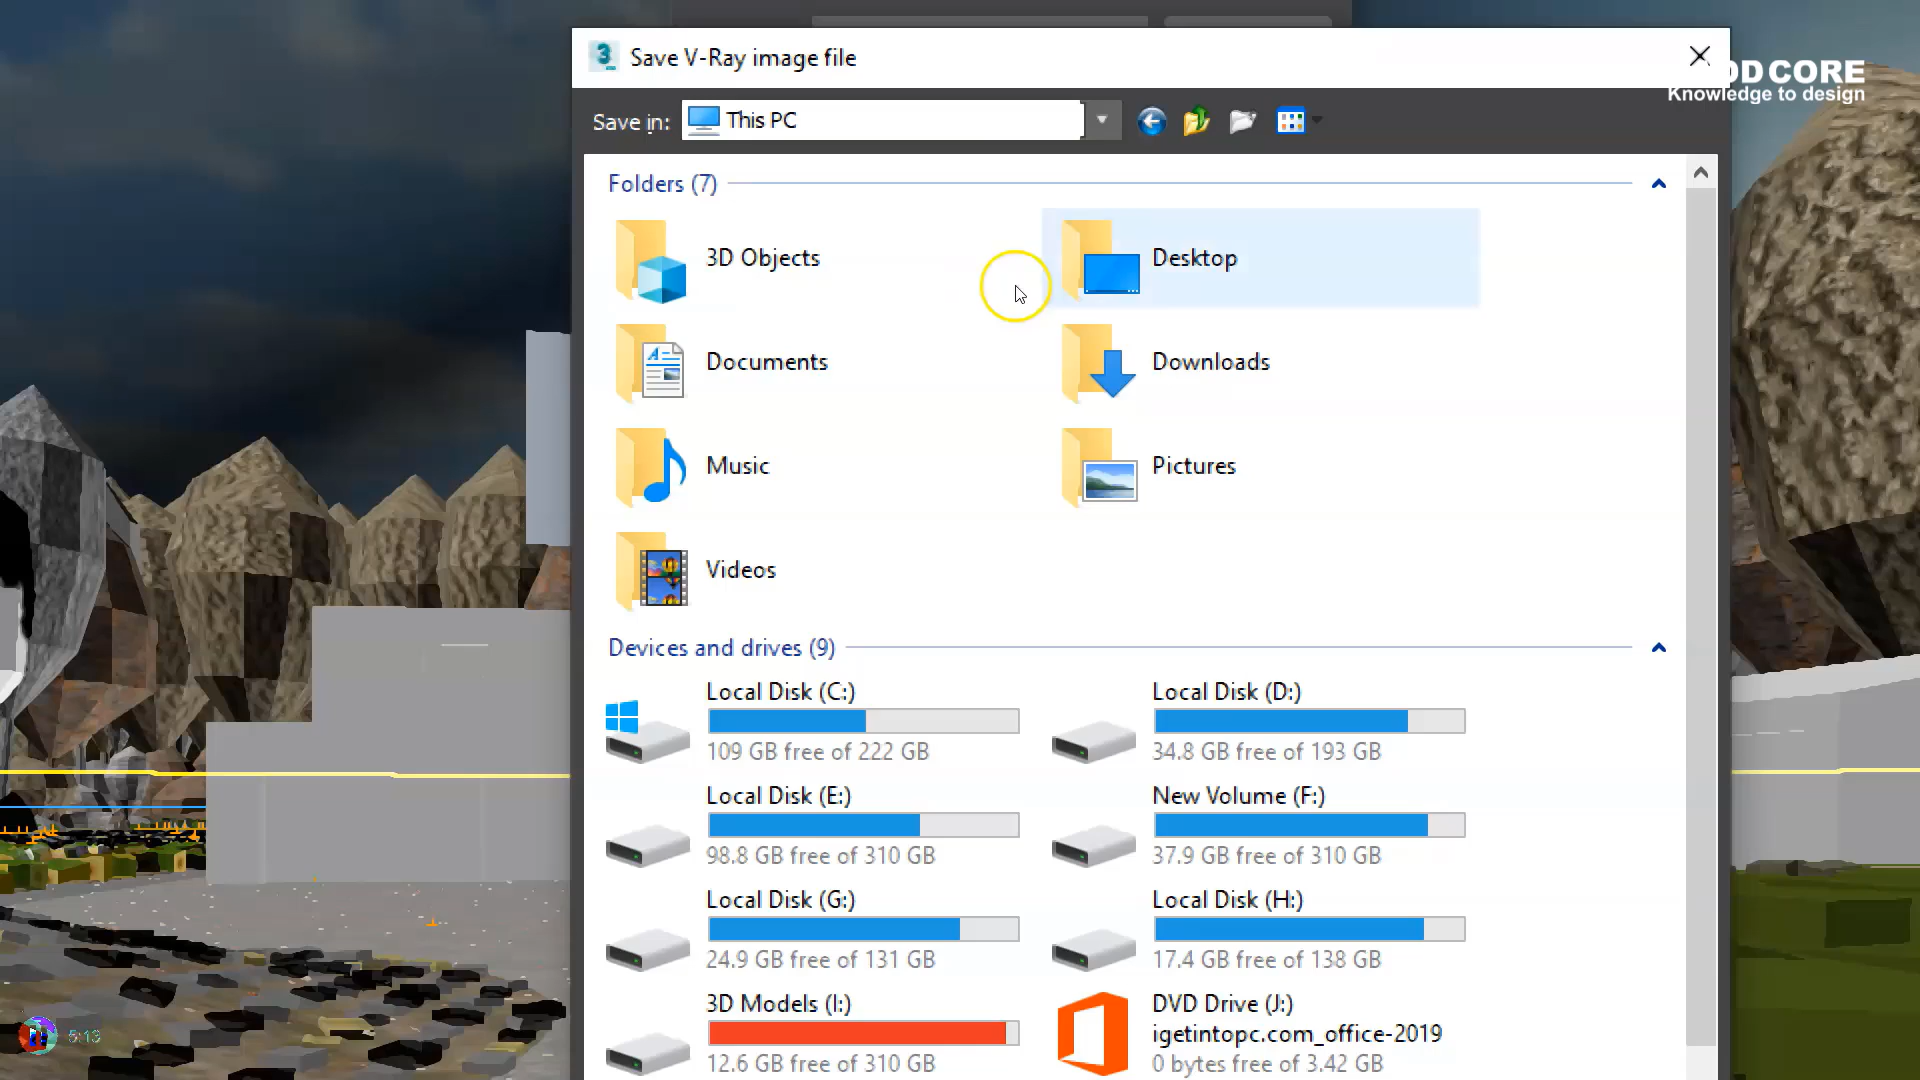 Save V-Ray image file
CORE
Knowledge to design
Save in:
This PC
Folders (7)
3D Objects
Desktop
Documents
Downloads
Music
Pictures
Videos
Devices and drives (9)
Local Disk (C:)
109 GB free of 222 GB
Local Disk (D:)
34.8 GB free of 193 GB
Local Disk (E:)
98.8 GB free of 310 GB
New Volume (F:)
37.9 GB free of 310 GB
Local Disk (G:)
24.9 GB free of 131 GB
Local Disk (H:)
17.4 GB free of 138 GB
3D Models (I:)
12.6 GB free of 310 GB
DVD Drive (J:)
igetintopc.com_office-2019
0 bytes free of 3.42 GB
5:13